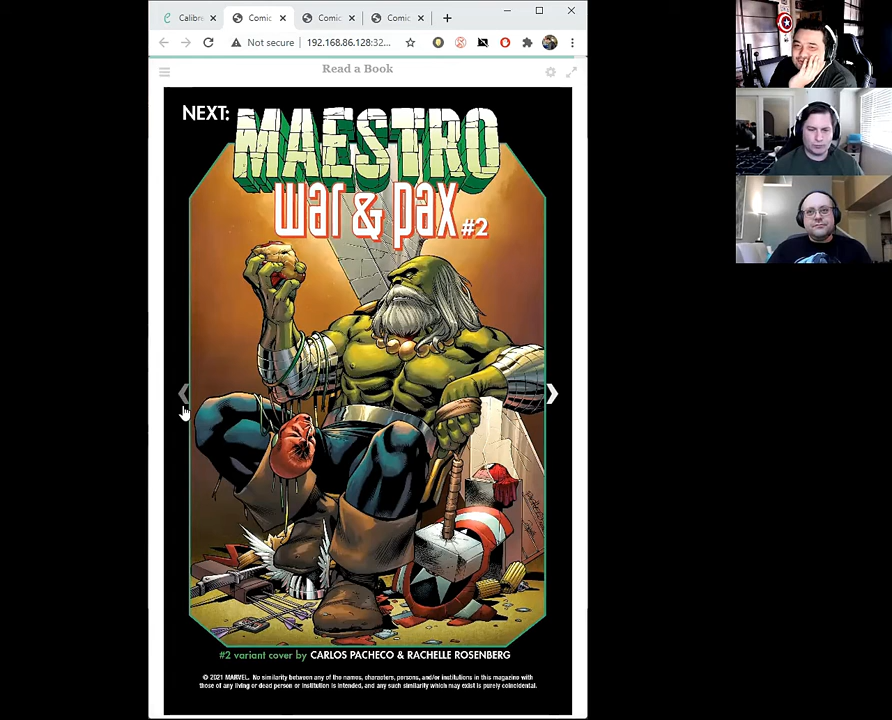 Calibre
Comic
Comic
Comic
Not secure
192.168.86.128:32...
Read a Book
NEXT:
MAESTRO
war & pax #2
#2 variant cover by CARLOS PACHECO & RACHELLE ROSENBERG
© 2021 MARVEL. No similarity between any of the names, characters, persons, and/or institutions in this magazine with
those of any living or dead person or institution is intended, and any such similarity which may exist is purely coincidental.